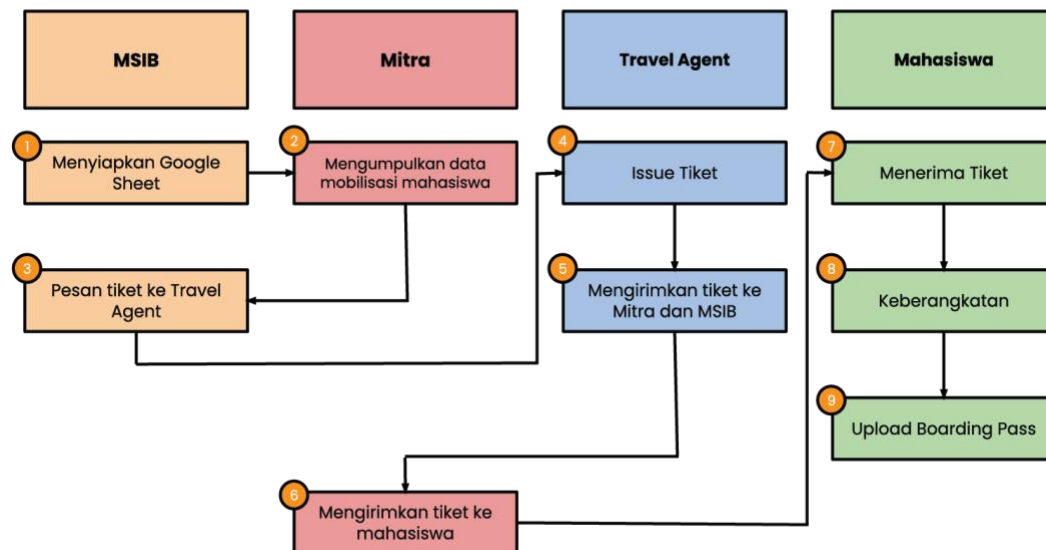 MSIB
Mitra
Travel Agent
Mahasiswa
1
Menyiapkan Google
Sheet
2
Mengumpulkan data
mobilisasi mahasiswa
3
Pesan tiket ke Travel
Agent
4
Issue Tiket
5
Mengirimkan tiket ke
Mitra dan MSIB
6
Mengirimkan tiket ke
mahasiswa
7
Menerima Tiket
8
Keberangkatan
9
Upload Boarding Pass